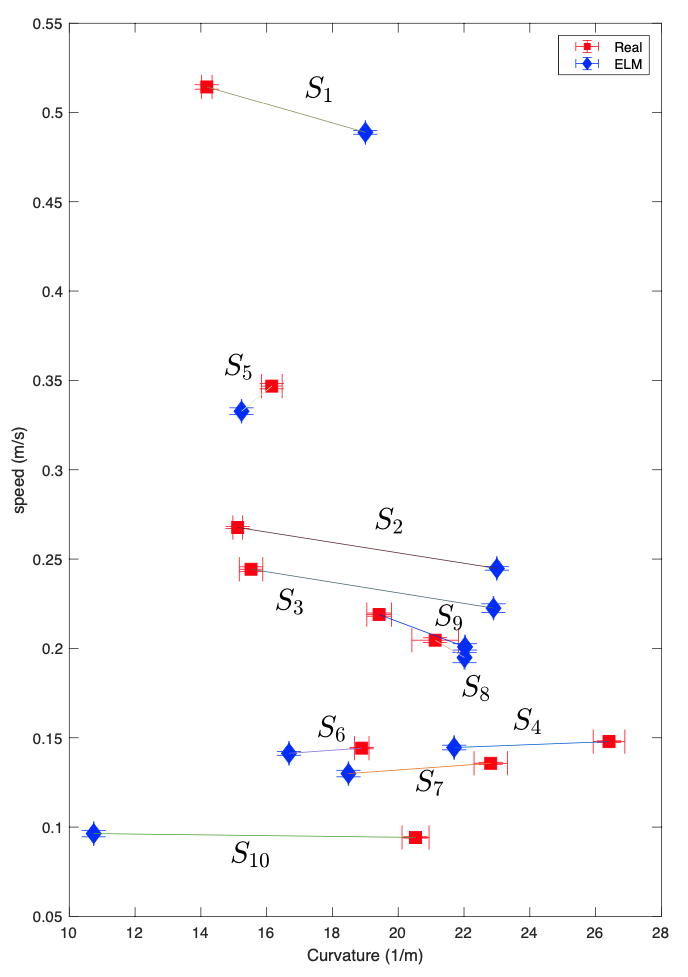 0.55
Real
ELM
S1
0.5
0.45
0.4
S5
0.35
0.3
speed (m/s)
S2
0.25
S3
S9
0.2
S8
S4
S6
0.15
S7
0.1
S10
0.05
10 12 14 16 18 20 22 24 26 28
Curvature (1/m)